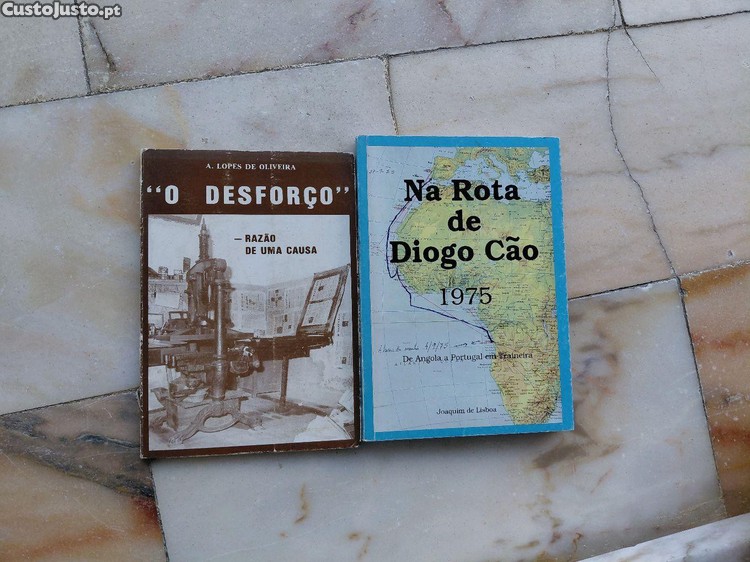 CustoJusto.pt
A. LOPES DE OLIVEIRA
"O DESFORÇO"
— RAZÃO
DE UMA CAUSA
Na Rota
de
Diogo Cão
1975
De Angola a Portugal em Traineira
Joaquim de Lisboa